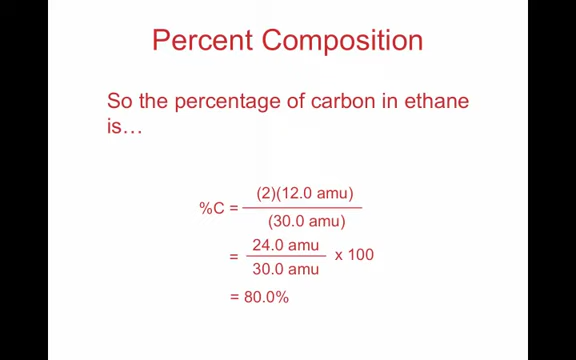 Percent Composition
So the percentage of carbon in ethane
is…
%C = (2)(12.0 amu)
(30.0 amu)
= 24.0 amu x 100
30.0 amu
= 80.0%